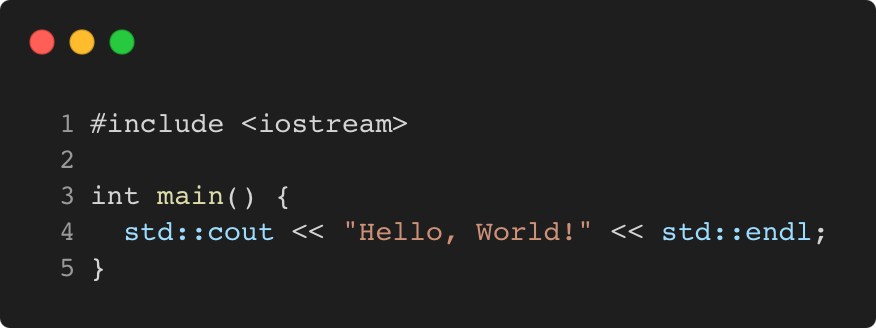 1 #include <iostream>
2
3 int main() {
4   std::cout << "Hello, World!" << std::endl;
5 }